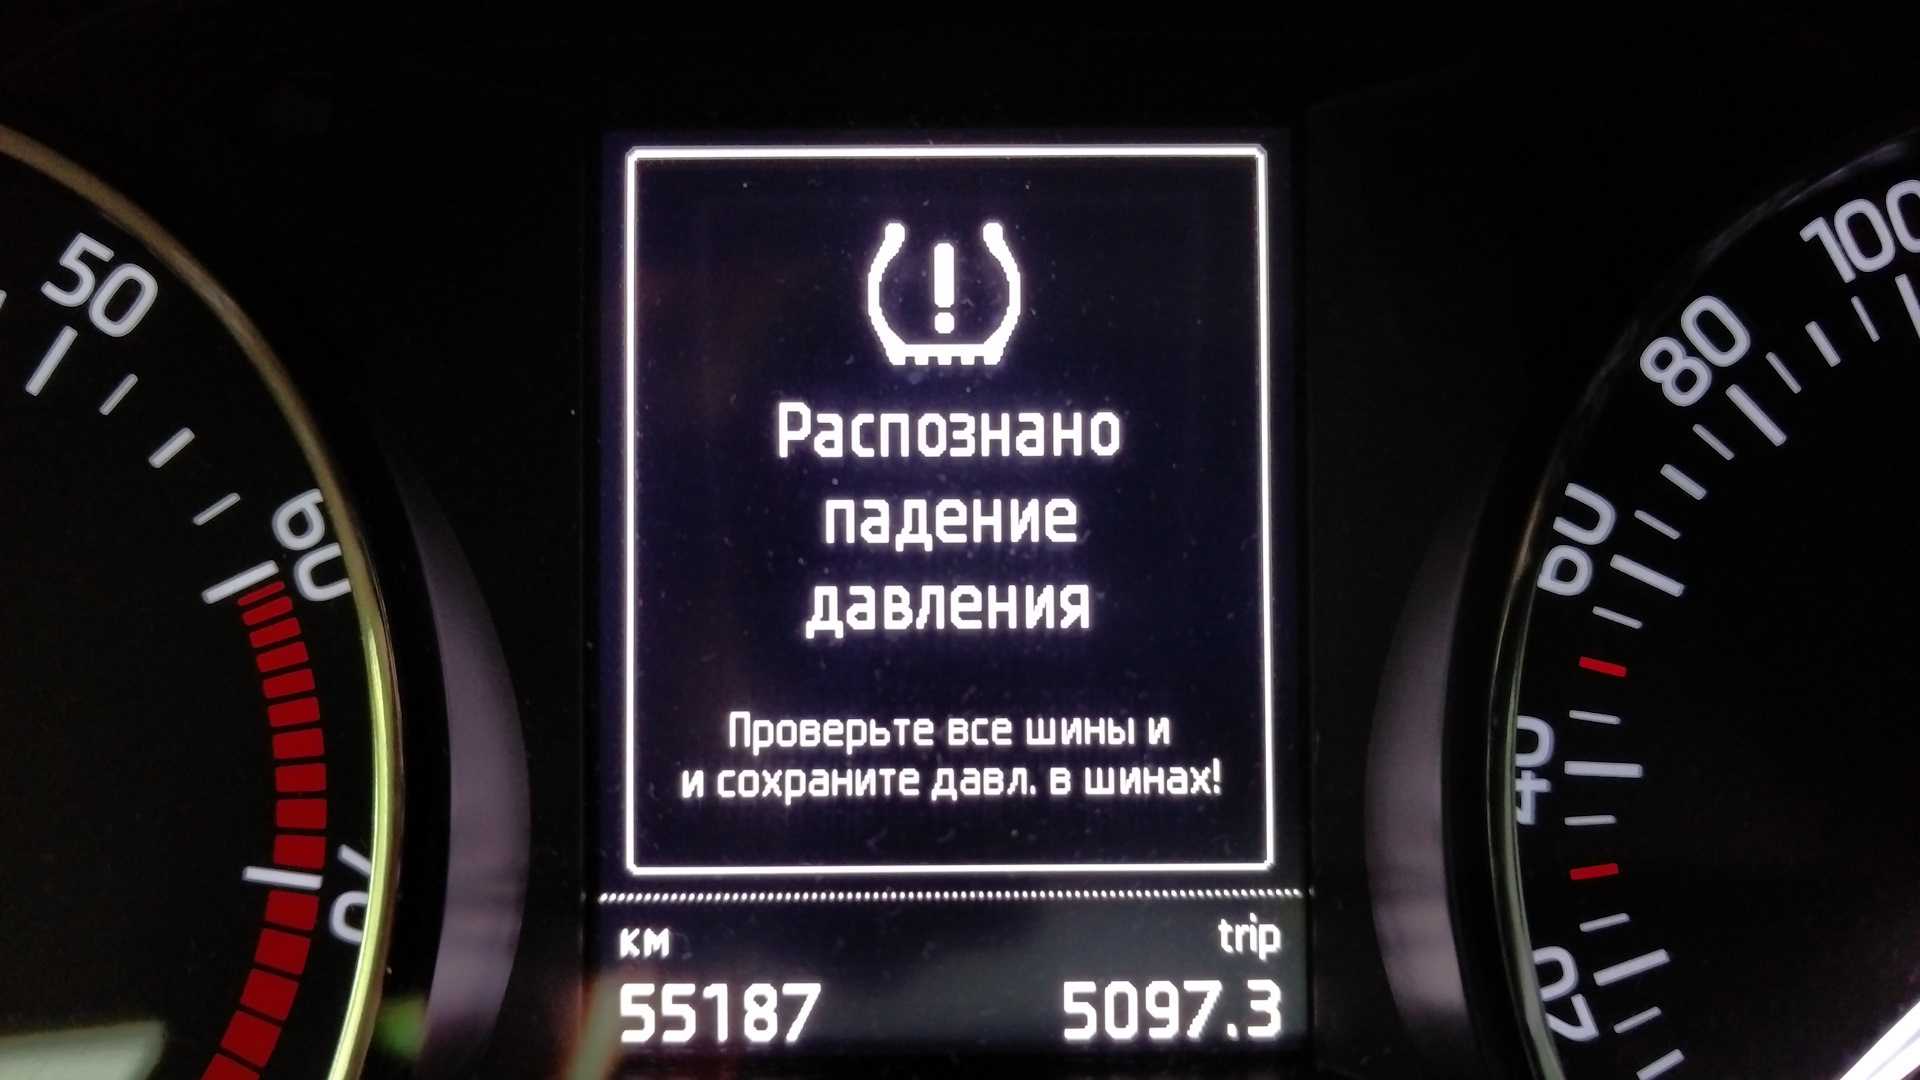 Распознано
падение
давления
Проверьте все шины и
и сохраните давл. в шинах!
км
trip
55187
5097.3
50
60
70
100
80
60
40
20